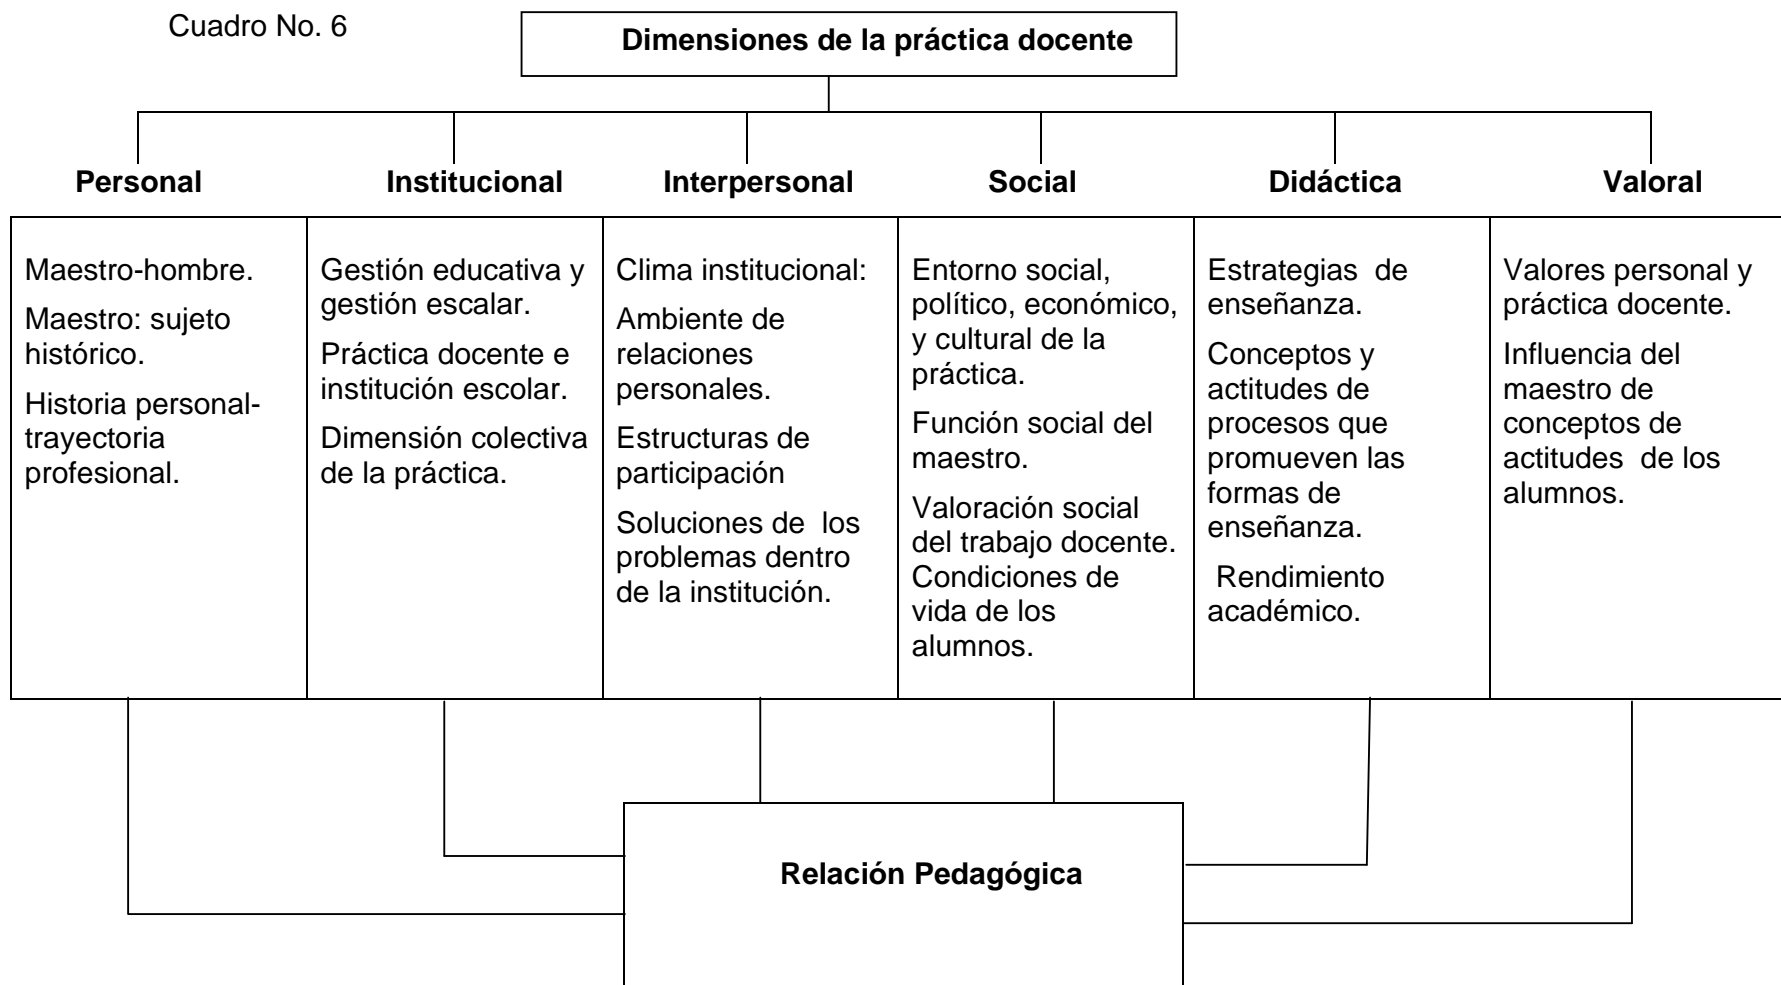 Cuadro No. 6
Dimensiones de la práctica docente
Personal
Institucional
Interpersonal
Social
Didáctica
Valoral
Maestro-hombre.
Maestro: sujeto
histórico.
Historia personal-
trayectoria
profesional.
Gestión educativa y
gestión escalar.
Práctica docente e
institución escolar.
Dimensión colectiva
de la práctica.
Clima institucional:
Ambiente de
relaciones
personales.
Estructuras de
participación
Soluciones de los
problemas dentro
de la institución.
Entorno social,
político, económico,
y cultural de la
práctica.
Función social del
maestro.
Valoración social
del trabajo docente.
Condiciones de
vida de los
alumnos.
Estrategias de
enseñanza.
Conceptos y
actitudes de
procesos que
promueven las
formas de
enseñanza.
Rendimiento
académico.
Valores personal y
práctica docente.
Influencia del
maestro de
conceptos de
actitudes de los
alumnos.
Relación Pedagógica